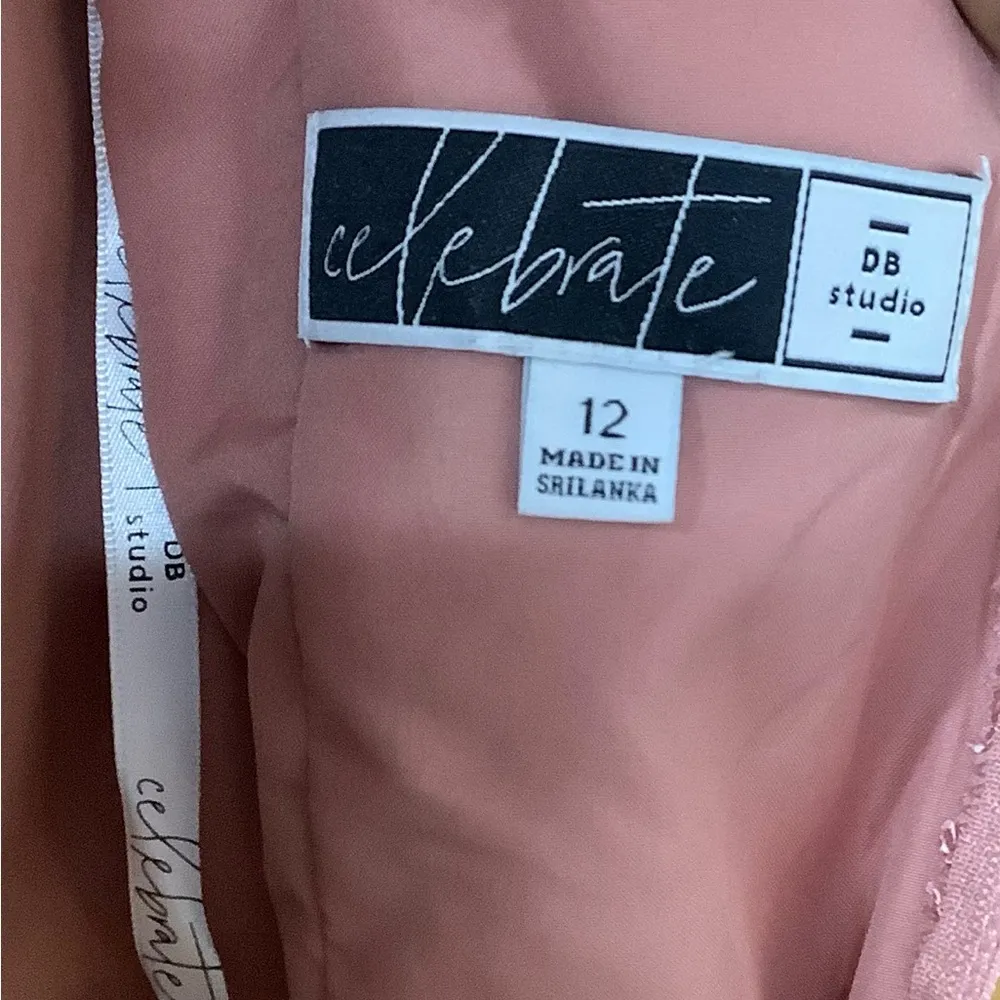 celebrate
DB
studio
12
MADE IN
SRILANKA
DB
studio
celebrate